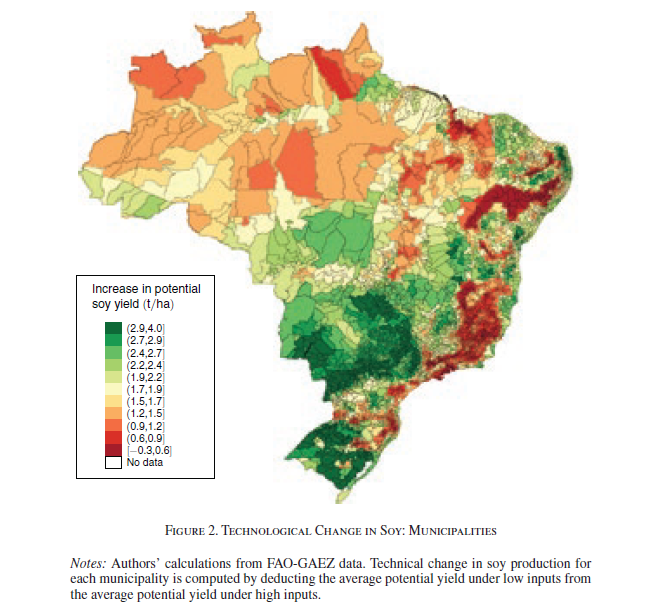 Increase in potential
soy yield (t/ha)
(2.9,4.0]
(2.7,2.9]
(2.4,2.7]
(2.2,2.4]
(1.9,2.2]
(1.7,1.9]
(1.5,1.7]
(1.2,1.5]
(0.9,1.2]
(0.6,0.9]
[−0.3,0.6]
No data
Figure 2. Technological Change in Soy: Municipalities
Notes: Authors’ calculations from FAO-GAEZ data. Technical change in soy production for
each municipality is computed by deducting the average potential yield under low inputs from
the average potential yield under high inputs.